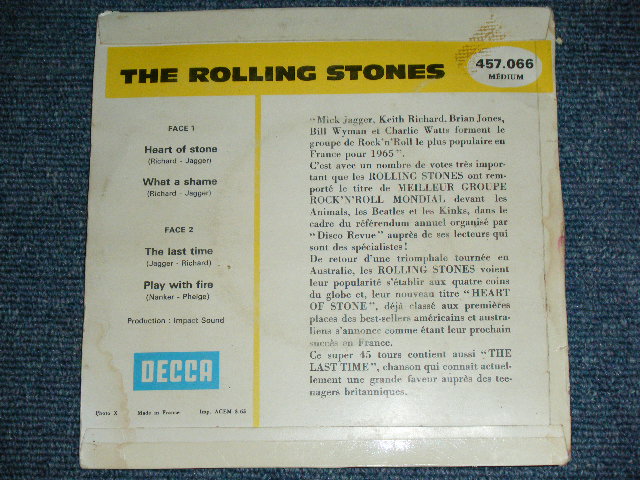 THE ROLLING STONES
457.066
MÉDIUM
FACE 1
Heart of stone
(Richard - Jagger)
What a shame
(Richard - Jagger)
FACE 2
The last time
(Jagger - Richard)
Play with fire
(Nanker - Phelge)
Production : Impact Sound
DECCA
Photo X Made in France Imp. ACEM 5-65
“Mick Jagger, Keith Richard, Brian Jones,
Bill Wyman et Charlie Watts forment le
groupe de Rock'n'Roll le plus populaire en
France pour 1965”.
C'est avec un nombre de votes très impor-
tant que les ROLLING STONES ont rem-
porté le titre de MEILLEUR GROUPE
ROCK'N'ROLL MONDIAL devant les
Animals, les Beatles et les Kinks, dans le
cadre du référendum annuel organisé par
“Disco Revue” auprès de ses lecteurs qui
sont des spécialistes!
De retour d'une triomphale tournée en
Australie, les ROLLING STONES voient
leur popularité s'établir aux quatre coins
du globe et, leur nouveau titre “HEART
OF STONE”, déjà classé aux premières
places des best-sellers américains et austra-
liens s'annonce comme étant leur prochain
succès en France.
Ce super 45 tours contient aussi “THE
LAST TIME”, chanson qui connaît actuel-
lement une grande faveur auprès des tee-
nagers britanniques.